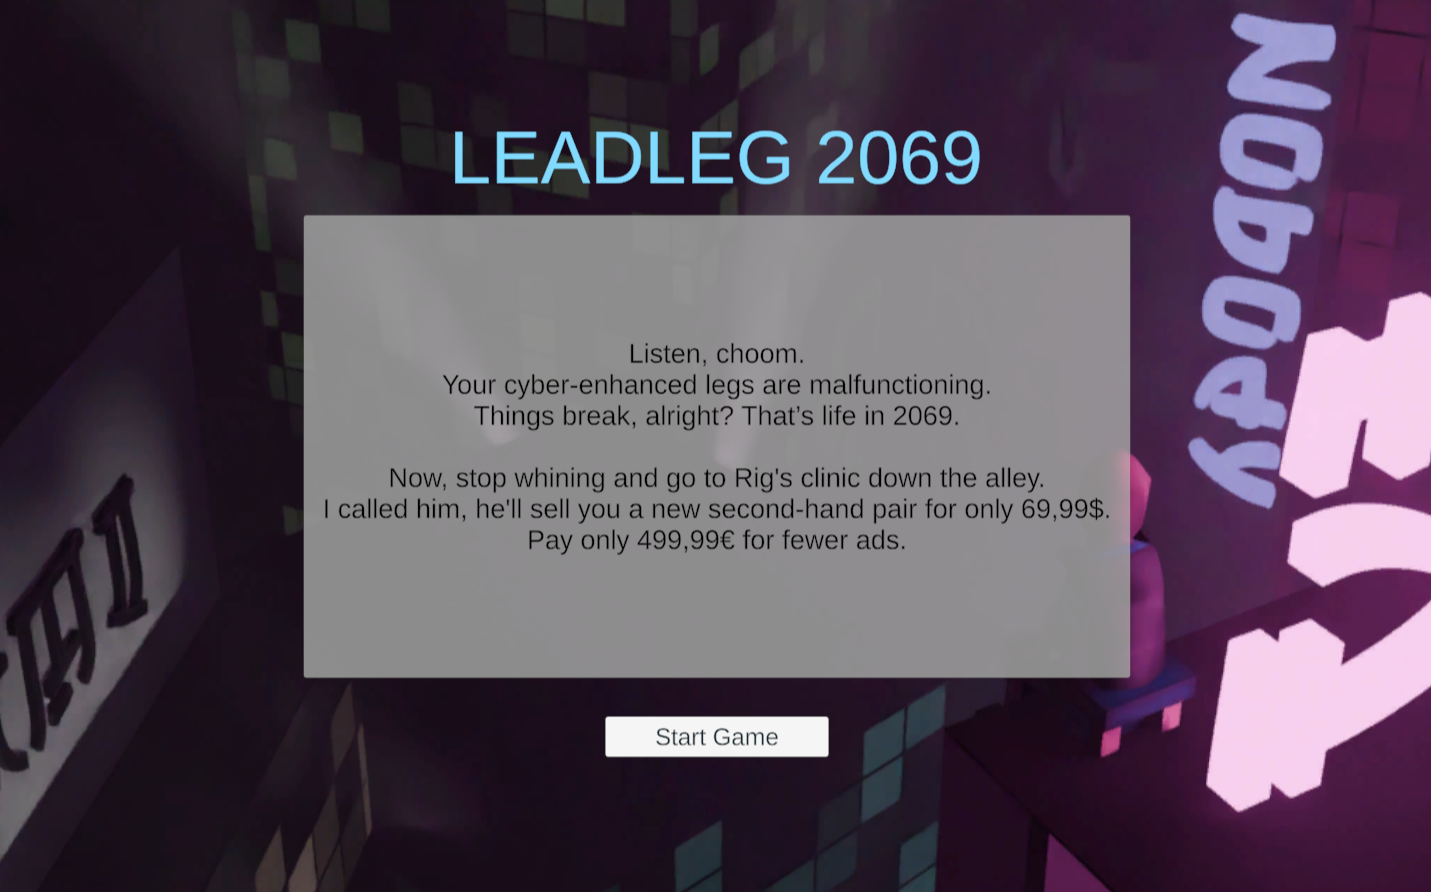 LEADLEG 2069
Listen, choom.
Your cyber-enhanced legs are malfunctioning.
Things break, alright? That’s life in 2069.
Now, stop whining and go to Rig's clinic down the alley.
I called him, he'll sell you a new second-hand pair for only 69,99$.
Pay only 499,99€ for fewer ads.
Start Game